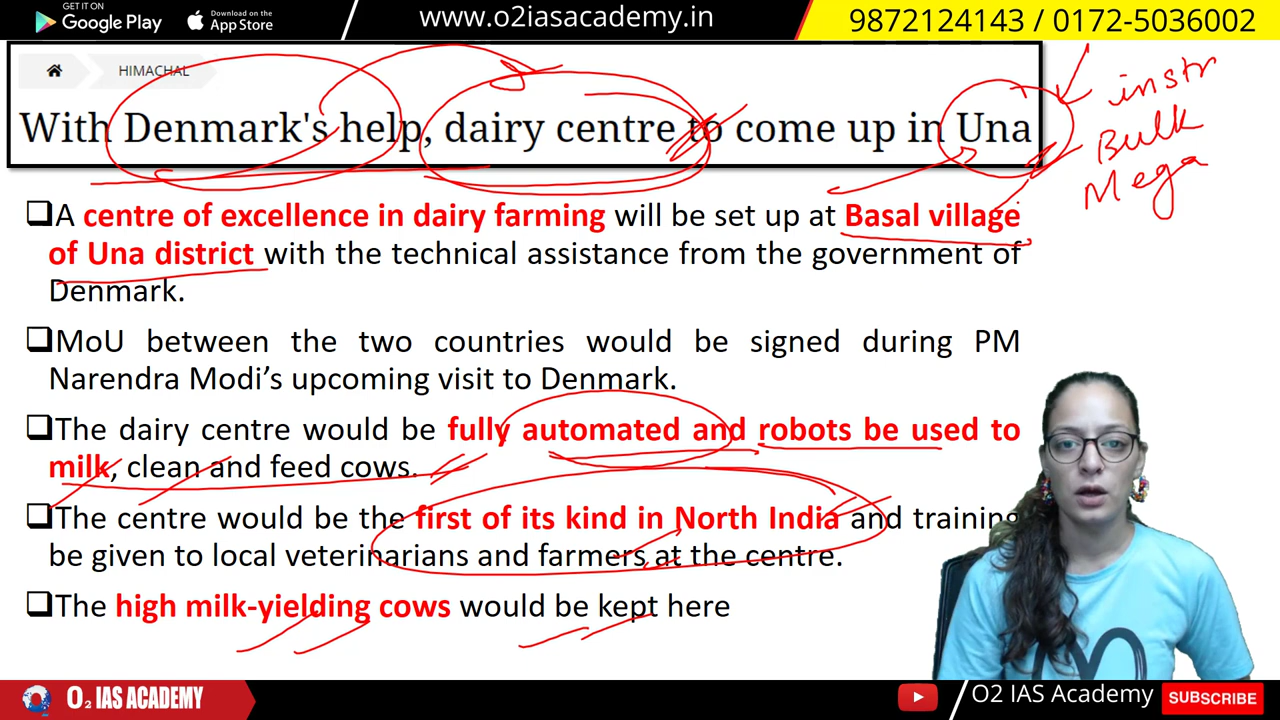 GET IT ON
Google Play
Download on the
App Store
www.o2iasacademy.in
9872124143 / 0172-5036002
HIMACHAL
With Denmark's help, dairy centre to come up in Una
instr
Bulk
Mega
❑A centre of excellence in dairy farming will be set up at Basal village
of Una district with the technical assistance from the government of
Denmark.
❑MoU between the two countries would be signed during PM
Narendra Modi’s upcoming visit to Denmark.
❑The dairy centre would be fully automated and robots be used to
milk, clean and feed cows.
❑The centre would be the first of its kind in North India and training
be given to local veterinarians and farmers at the centre.
❑The high milk-yielding cows would be kept here
O₂ IAS ACADEMY
O2 IAS Academy
SUBSCRIBE